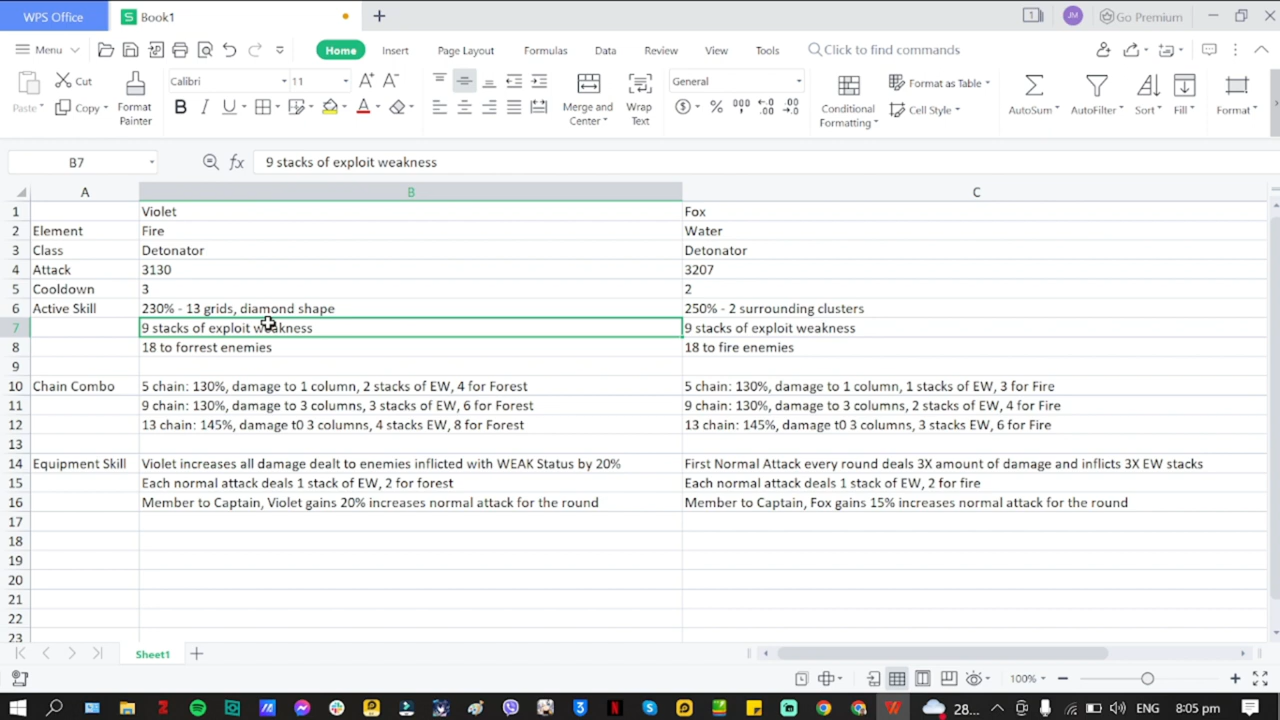 WPS Office
Book1
Go Premium
JM
Menu
Home
Insert
Page Layout
Formulas
Data
Review
View
Tools
Click to find commands
Paste
Cut
Copy
Format Painter
Calibri
11
Merge and Center
Wrap Text
General
Conditional Formatting
Format as Table
Cell Style
AutoSum
AutoFilter
Sort
Fill
Format
B7
fx
9 stacks of exploit weakness
A B C
1 Violet Fox
2 Element Fire Water
3 Class Detonator Detonator
4 Attack 3130 3207
5 Cooldown 3 2
6 Active Skill 230% - 13 grids, diamond shape 250% - 2 surrounding clusters
7 9 stacks of exploit weakness 9 stacks of exploit weakness
8 18 to forrest enemies 18 to fire enemies
9
10 Chain Combo 5 chain: 130%, damage to 1 column, 2 stacks of EW, 4 for Forest 5 chain: 130%, damage to 1 column, 1 stacks of EW, 3 for Fire
11 9 chain: 130%, damage to 3 columns, 3 stacks of EW, 6 for Forest 9 chain: 130%, damage to 3 columns, 2 stacks of EW, 4 for Fire
12 13 chain: 145%, damage t0 3 columns, 4 stacks EW, 8 for Forest 13 chain: 145%, damage t0 3 columns, 3 stacks EW, 6 for Fire
13
14 Equipment Skill Violet increases all damage dealt to enemies inflicted with WEAK Status by 20% First Normal Attack every round deals 3X amount of damage and inflicts 3X EW stacks
15 Each normal attack deals 1 stack of EW, 2 for forest Each normal attack deals 1 stack of EW, 2 for fire
16 Member to Captain, Violet gains 20% increases normal attack for the round Member to Captain, Fox gains 15% increases normal attack for the round
17
18
19
20
21
22
23
Sheet1
100%
28...
ENG
8:05 pm